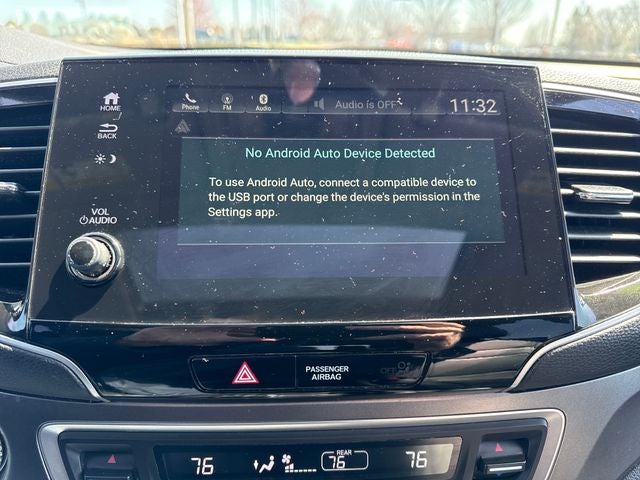 HOME
BACK
VOL
AUDIO
Phone FM Audio Audio is OFF 11:32
No Android Auto Device Detected
To use Android Auto, connect a compatible device to
the USB port or change the device's permission in the
Settings app.
PASSENGER
AIRBAG
OFF
REAR
76 76 76